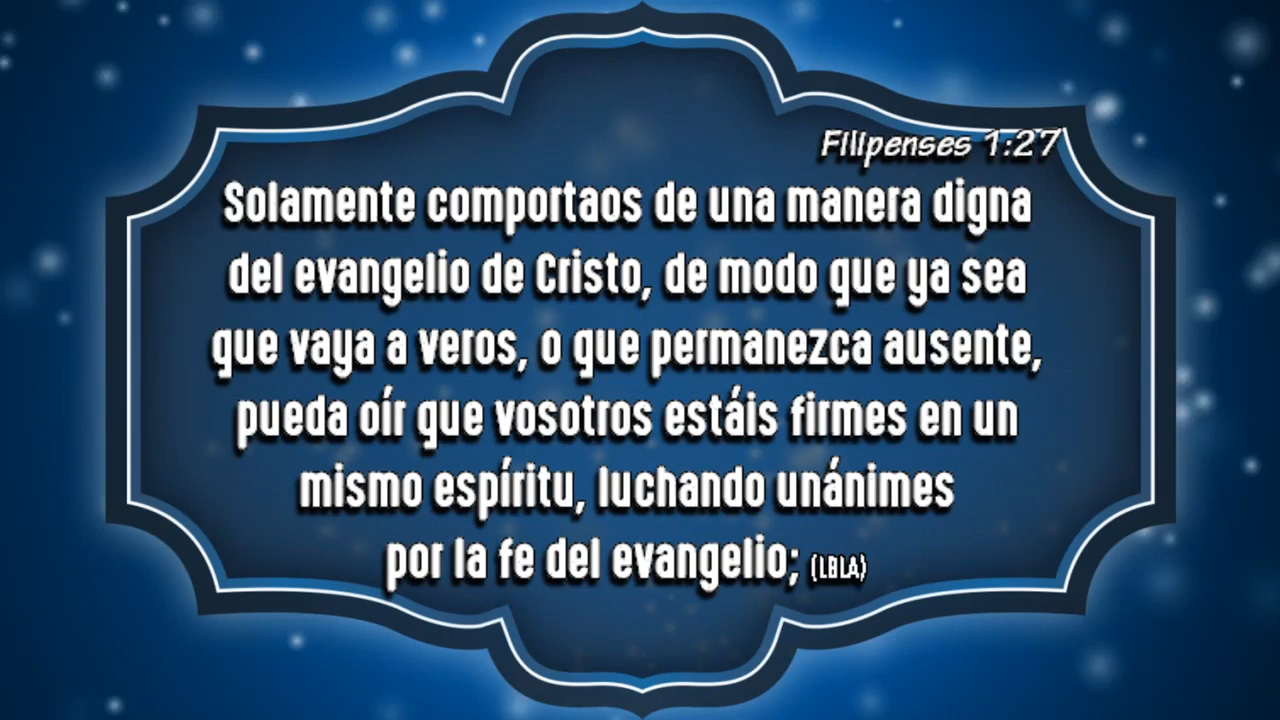 Filipenses 1:27
Solamente comportaos de una manera digna
del evangelio de Cristo, de modo que ya sea
que vaya a veros, o que permanezca ausente,
pueda oír que vosotros estáis firmes en un
mismo espíritu, luchando unánimes
por la fe del evangelio; (LBLA)